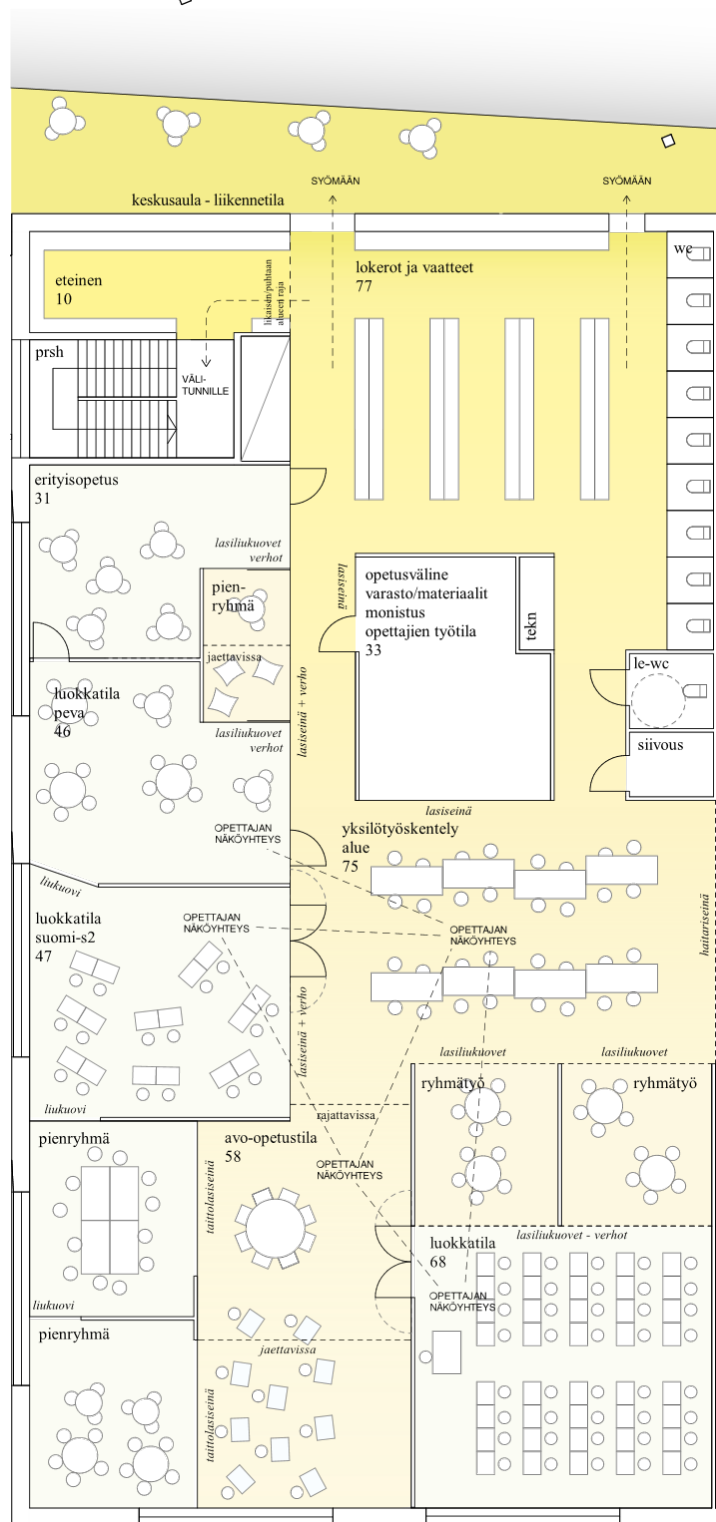 SYÖMÄÄN
SYÖMÄÄN
keskusaula - liikennetila
eteinen
10
likaisen/puhtaan
alueen raja
lokerot ja vaatteet
77
wc
prsh
VÄLI-
TUNNILLE
erityisopetus
31
lasiliukuovet
verhot
pien-
ryhmä
jaettavissa
lasiliukuovet
verhot
lasiseinä
opetusväline
varasto/materiaalit
monistus
opettajien työtila
33
tekn
le-wc
siivous
luokkatila
peva
46
lasiseinä + verho
lasiseinä
OPETTAJAN
NÄKÖYHTEYS
yksilötyöskentely
alue
75
liukuovi
luokkatila
suomi-s2
47
OPETTAJAN
NÄKÖYHTEYS
OPETTAJAN
NÄKÖYHTEYS
haitariseinä
lasiseinä + verho
liukuovi
lasiliukuovet
lasiliukuovet
ryhmätyö
ryhmätyö
rajattavissa
pienryhmä
avo-opetustila
58
taittolasiseinä
OPETTAJAN
NÄKÖYHTEYS
lasiliukuovet - verhot
luokkatila
68
OPETTAJAN
NÄKÖYHTEYS
liukuovi
pienryhmä
jaettavissa
taittolasiseinä